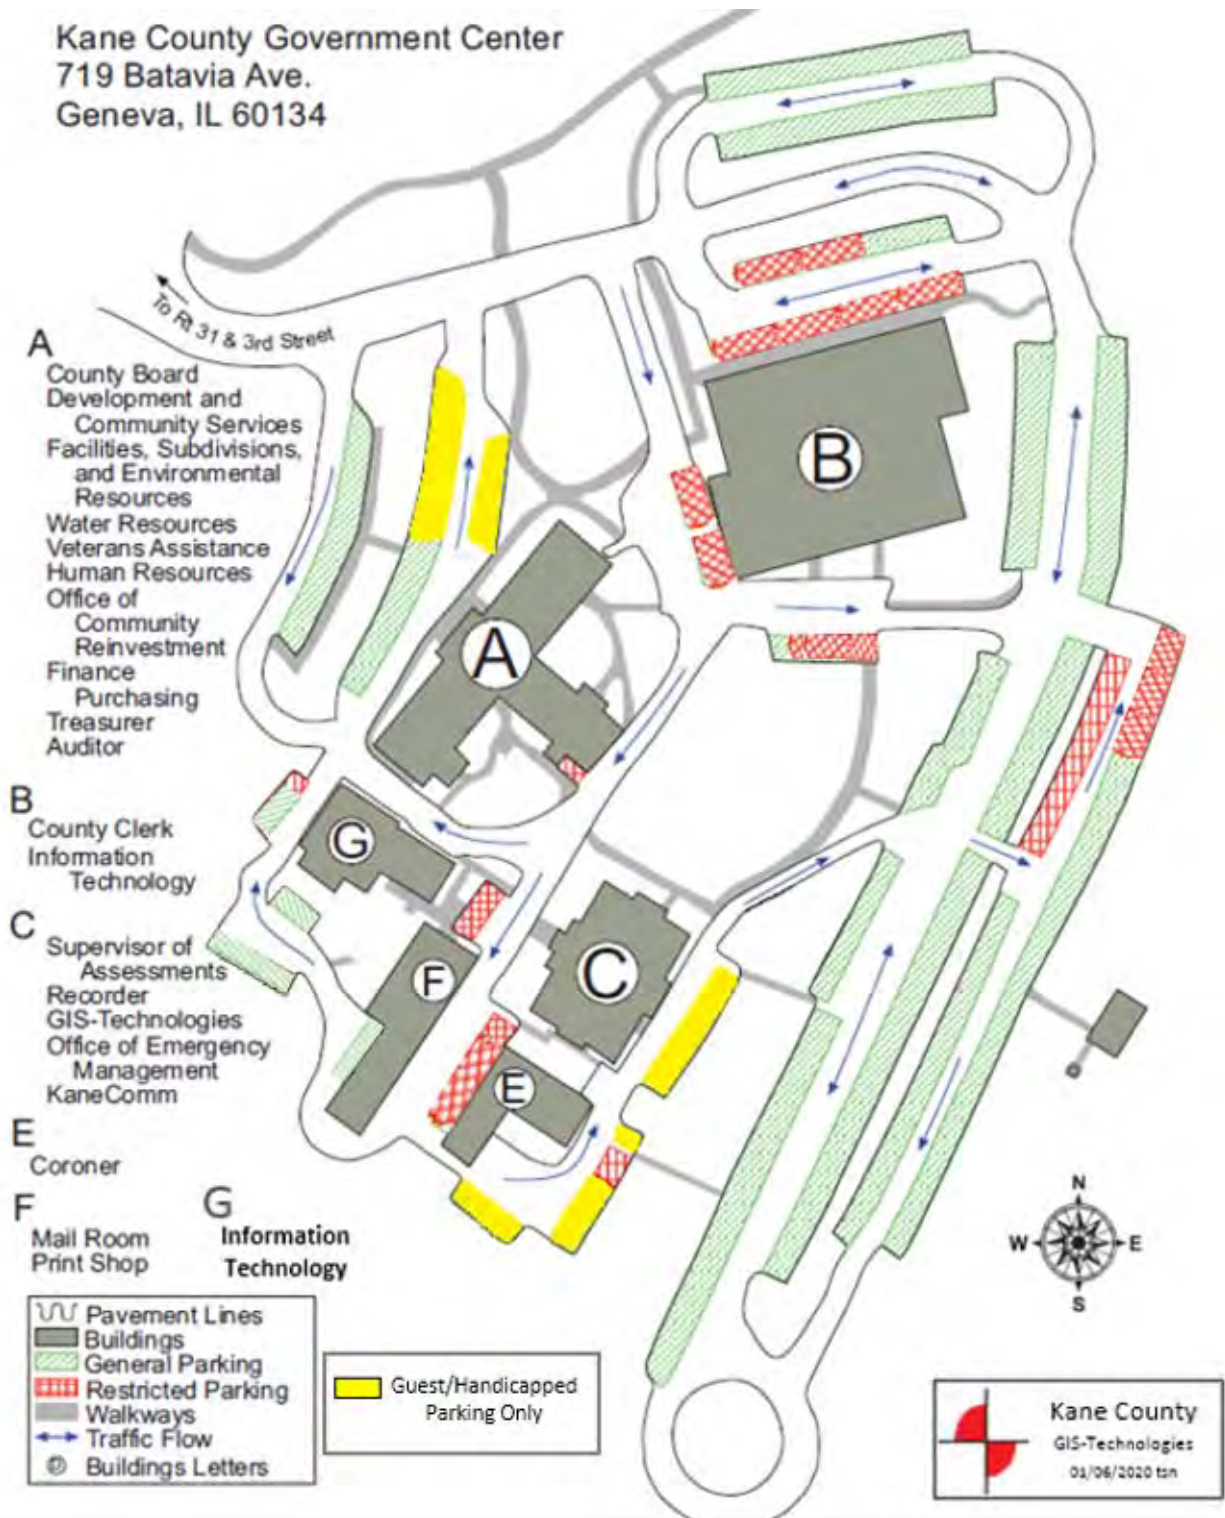 Kane County Government Center
719 Batavia Ave.
Geneva, IL 60134
To Rt 31 & 3rd Street
A
County Board
Development and
Community Services
Facilities, Subdivisions,
and Environmental
Resources
Water Resources
Veterans Assistance
Human Resources
Office of
Community
Reinvestment
Finance
Purchasing
Treasurer
Auditor
B
County Clerk
Information
Technology
C
Supervisor of
Assessments
Recorder
GIS-Technologies
Office of Emergency
Management
KaneComm
E
Coroner
F
Mail Room
Print Shop
G
Information
Technology
B
A
G
C
F
E
N
W E
S
Pavement Lines
Buildings
General Parking
Restricted Parking
Walkways
Traffic Flow
Buildings Letters
Guest/Handicapped
Parking Only
Kane County
GIS-Technologies
01/06/2020 tsn